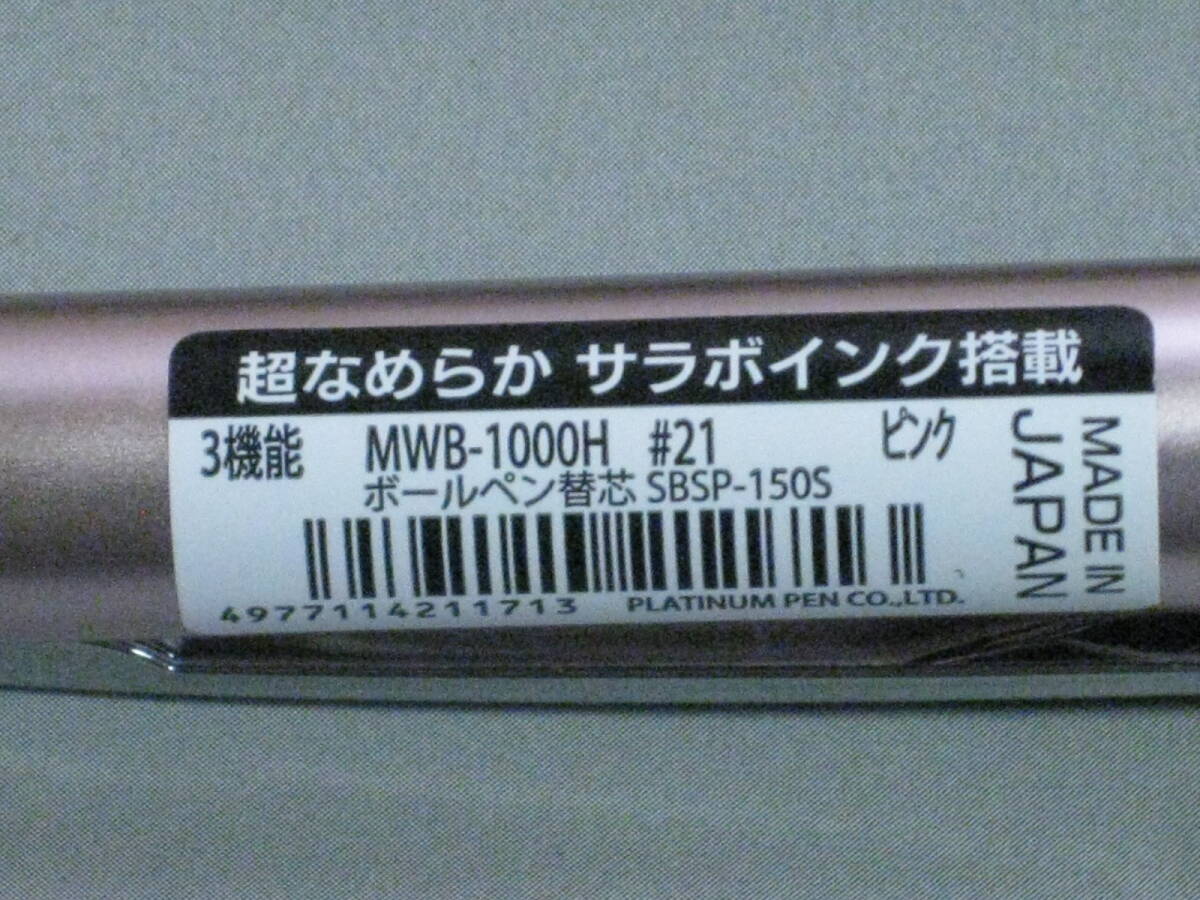 超なめらか サラボインク搭載
3機能 MWB-1000H #21 ピンク
ボールペン替芯 SBSP-150S
4977114211713 PLATINUM PEN CO.,LTD.
MADE IN
JAPAN